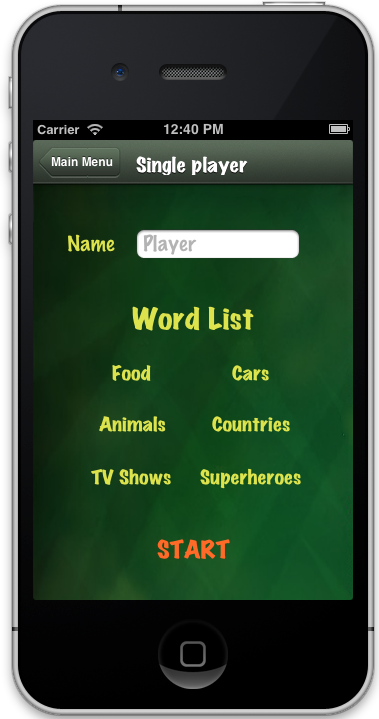 Carrier 12:40 PM
Main Menu Single player
Name Player
Word List
Food Cars
Animals Countries
TV Shows Superheroes
START